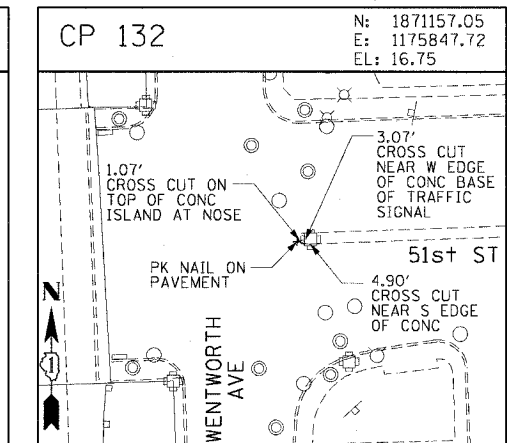 CP 132
N: 1871157.05
E: 1175847.72
EL: 16.75
3.07'
CROSS CUT
NEAR W EDGE
OF CONC BASE
OF TRAFFIC
SIGNAL
1.07'
CROSS CUT ON
TOP OF CONC
ISLAND AT NOSE
51st ST
PK NAIL ON
PAVEMENT
4.90'
CROSS CUT
NEAR S EDGE
OF CONC
N
1
WENTWORTH
AVE